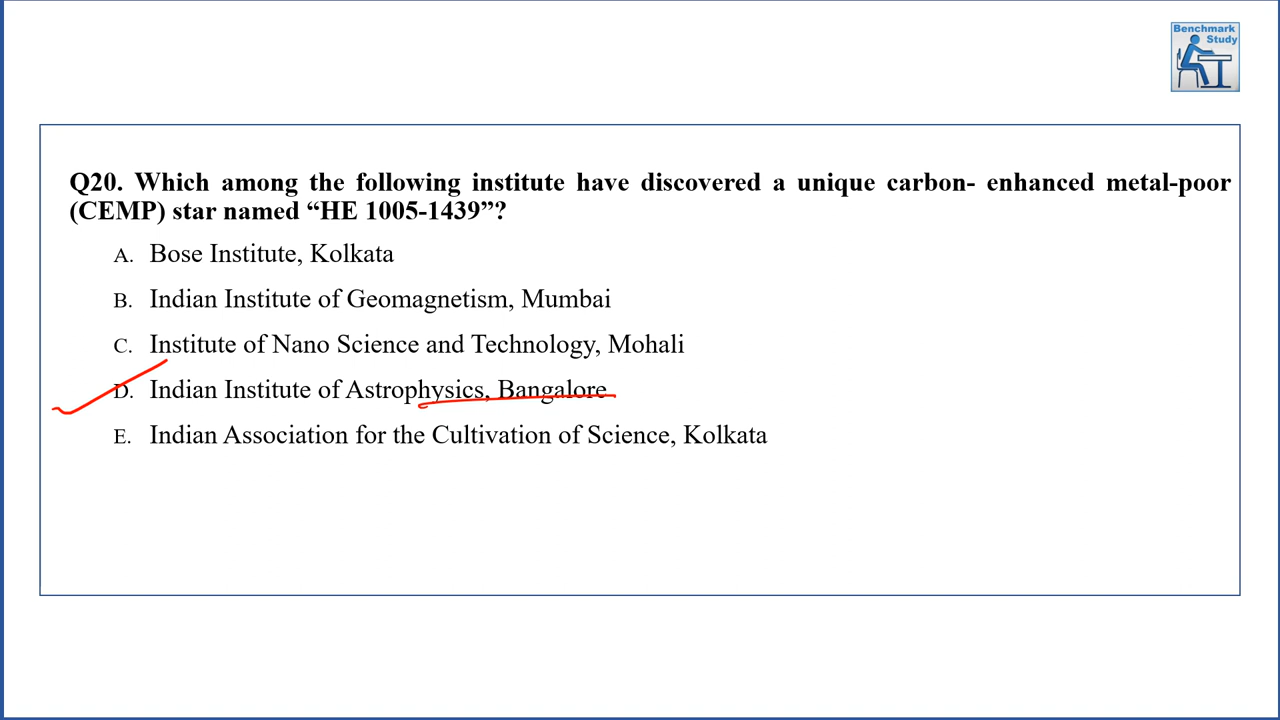 Benchmark
Study
Q20. Which among the following institute have discovered a unique carbon- enhanced metal-poor
(CEMP) star named “HE 1005-1439”?
A. Bose Institute, Kolkata
B. Indian Institute of Geomagnetism, Mumbai
C. Institute of Nano Science and Technology, Mohali
D. Indian Institute of Astrophysics, Bangalore
E. Indian Association for the Cultivation of Science, Kolkata